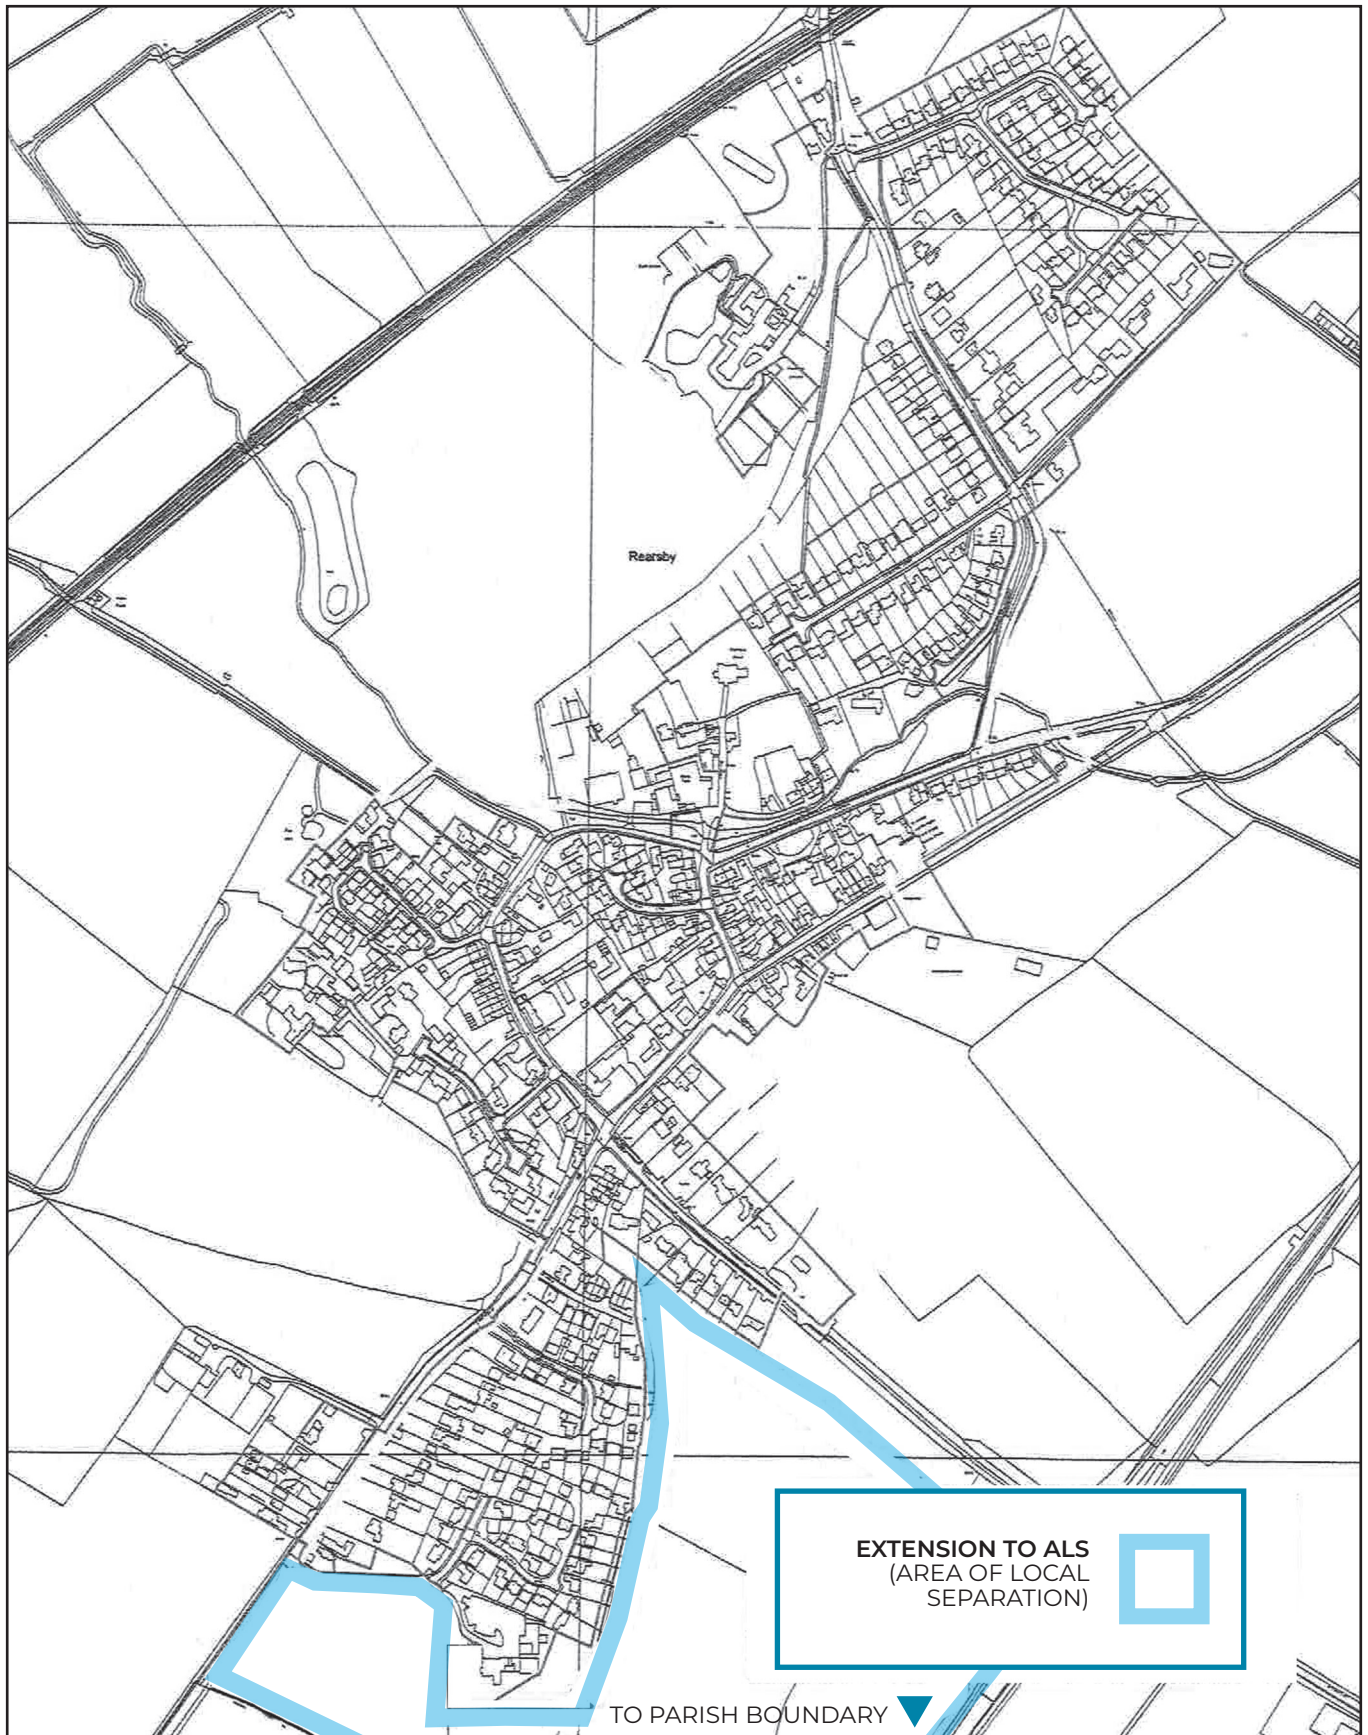 Rearsby
EXTENSION TO ALS
(AREA OF LOCAL
SEPARATION)
TO PARISH BOUNDARY